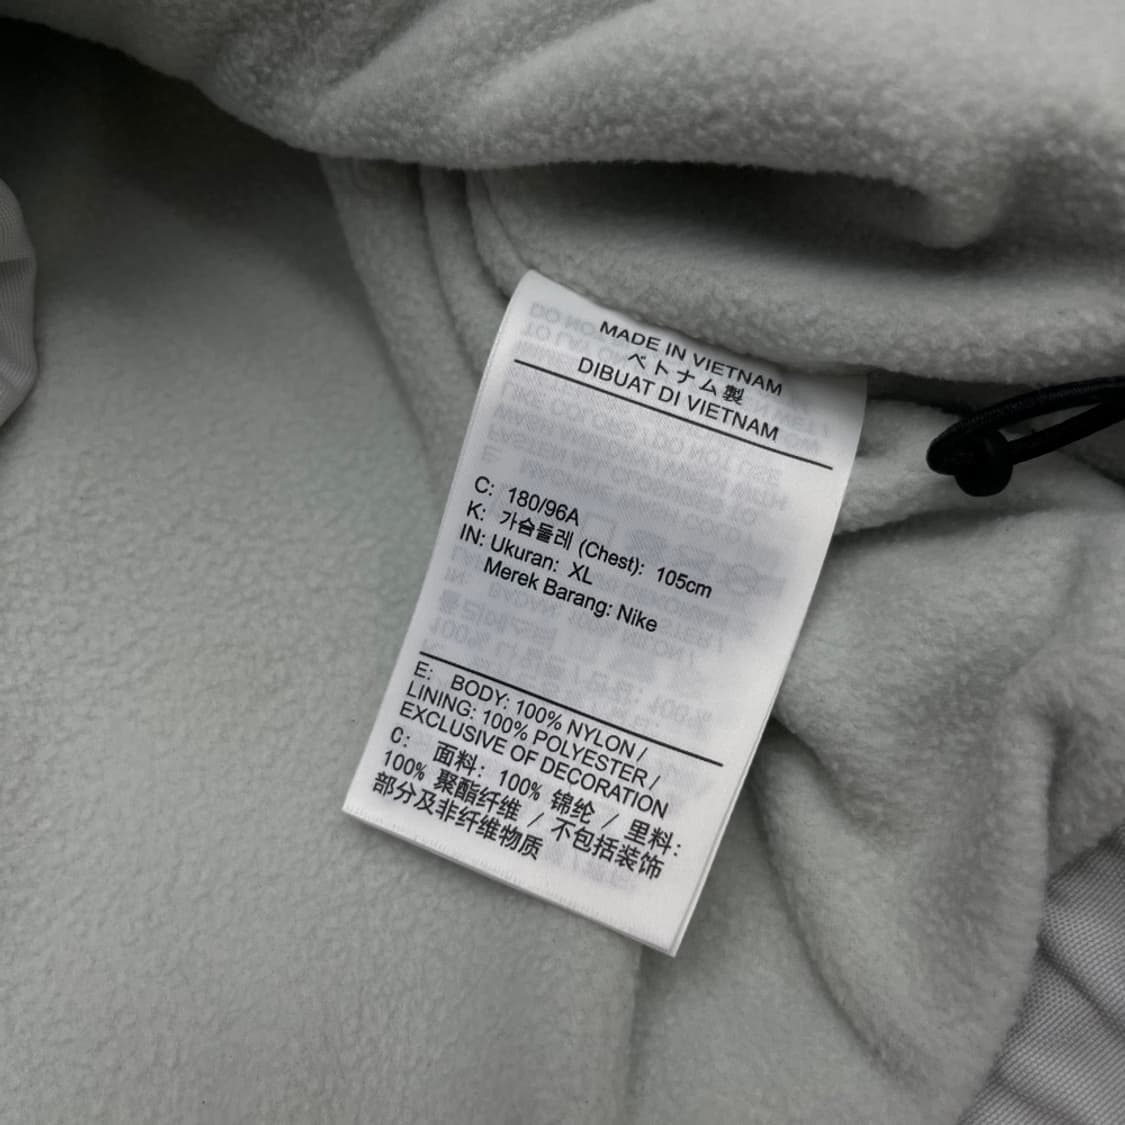 MADE IN VIETNAM
ベトナム製
DIBUAT DI VIETNAM
C: 180/96A
K: 가슴둘레 (Chest): 105cm
IN: Ukuran: XL
Merek Barang: Nike
E: BODY: 100% NYLON /
LINING: 100% POLYESTER /
EXCLUSIVE OF DECORATION
C: 面料: 100% 锦纶 / 里料:
100% 聚酯纤维 / 不包括装饰
部分及非纤维物质